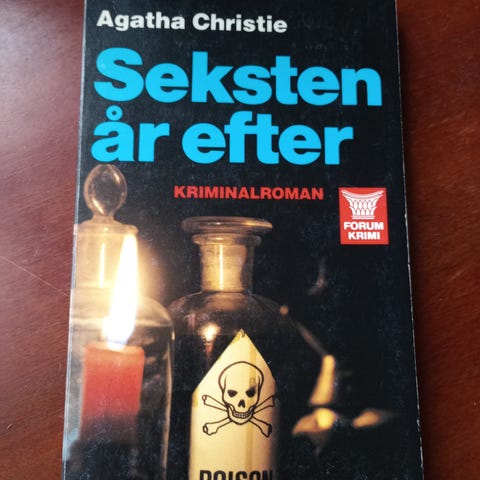 Agatha Christie
Seksten
år efter
KRIMINALROMAN
FORUM
KRIMI
POISON